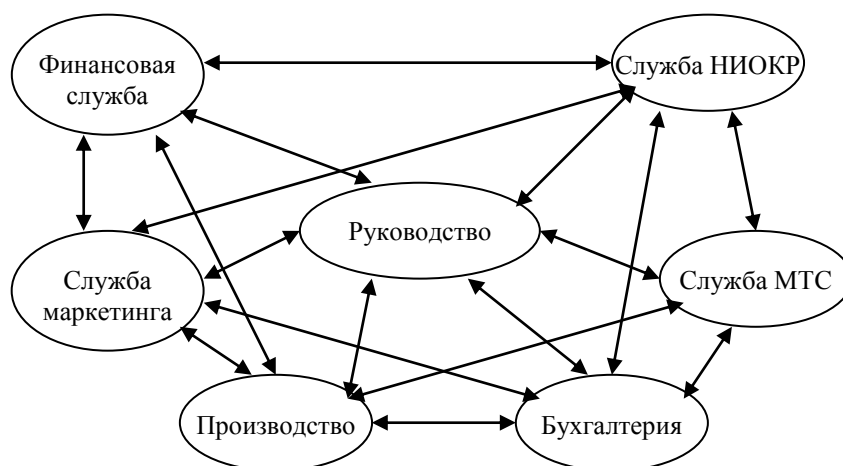 Финансовая
служба
Служба НИОКР
Руководство
Служба
маркетинга
Служба МТС
Производство
Бухгалтерия